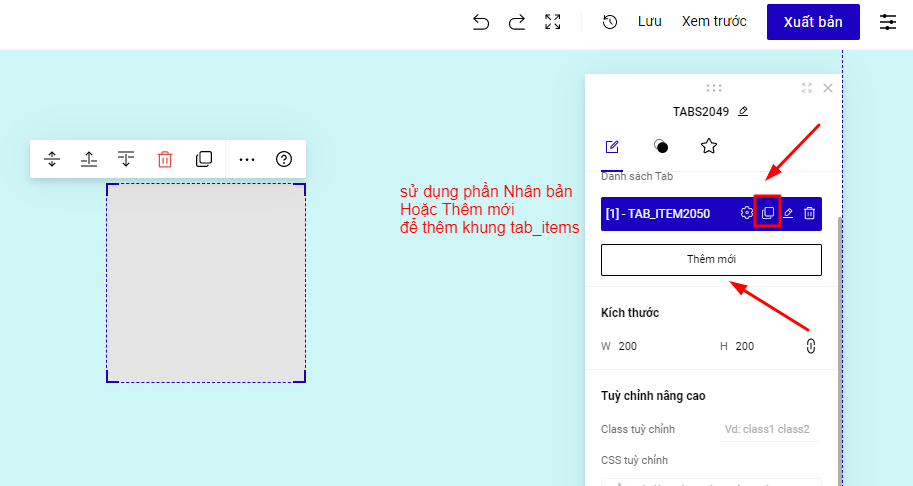 Lưu
Xem trước
Xuất bản
TABS2049
Danh sách Tab
sử dụng phần Nhân bản
Hoặc Thêm mới
để thêm khung tab_items
[1] - TAB_ITEM2050
Thêm mới
Kích thước
W 200 H 200
Tuỳ chỉnh nâng cao
Class tuỳ chỉnh Vd: class1 class2
CSS tuỳ chỉnh